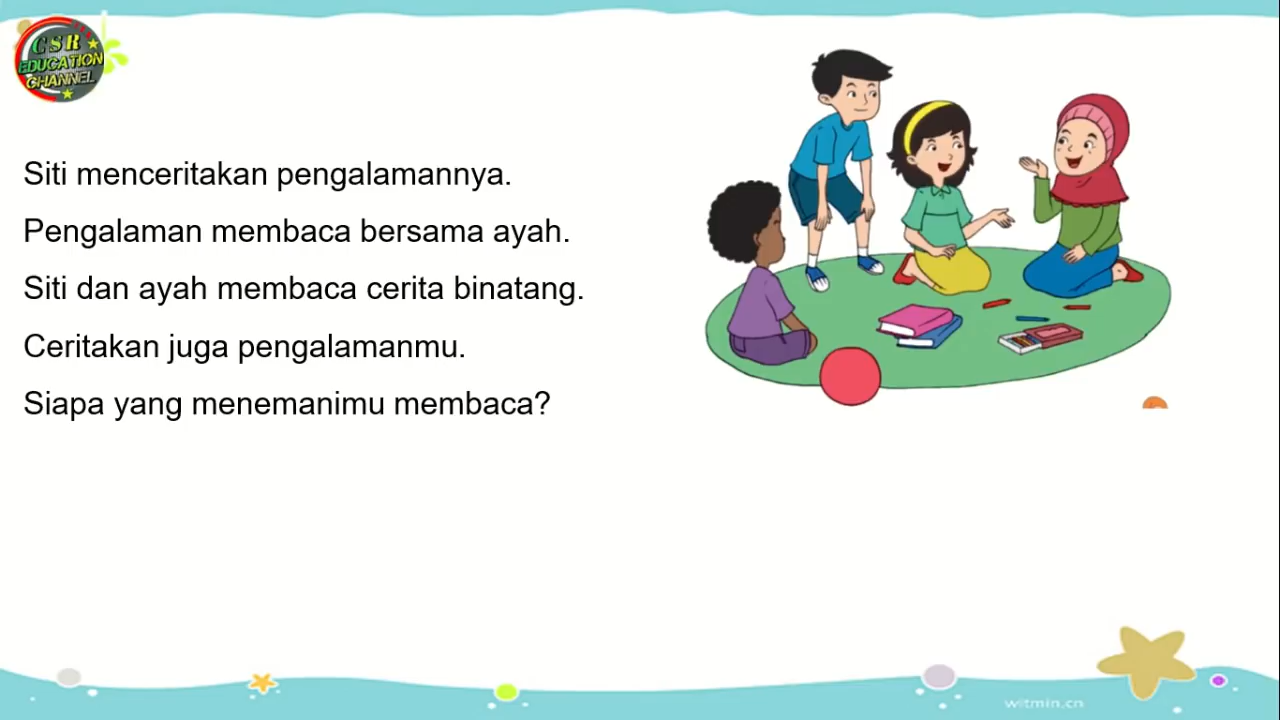 CSR
EDUCATION
CHANNEL
Siti menceritakan pengalamannya.
Pengalaman membaca bersama ayah.
Siti dan ayah membaca cerita binatang.
Ceritakan juga pengalamanmu.
Siapa yang menemanimu membaca?
witmin.cn